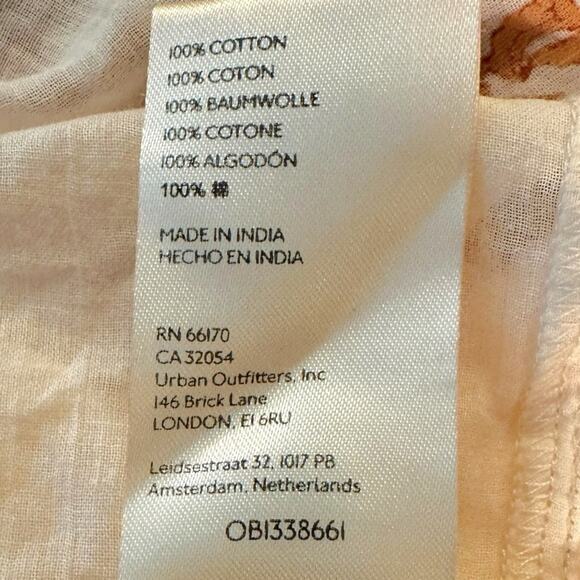 100% COTTON
100% COTON
100% BAUMWOLLE
100% COTONE
100% ALGODÓN
100% 棉
MADE IN INDIA
HECHO EN INDIA
RN 66170
CA 32054
Urban Outfitters, Inc
146 Brick Lane
LONDON, E1 6RU
Leidsestraat 32, 1017 PB
Amsterdam, Netherlands
OB1338661